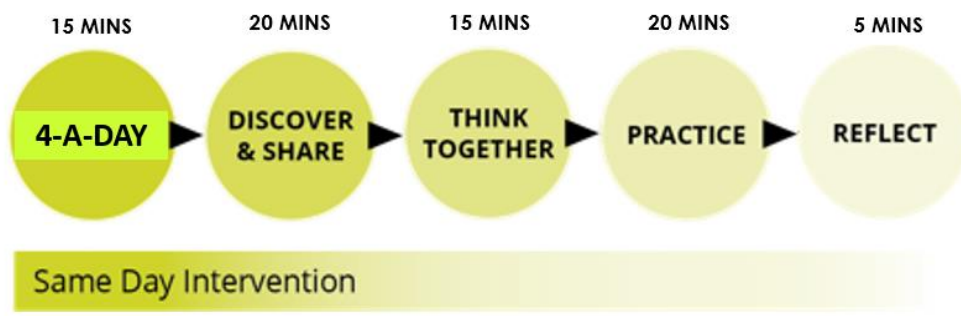 15 MINS
20 MINS
15 MINS
20 MINS
5 MINS
4-A-DAY
DISCOVER
& SHARE
THINK
TOGETHER
PRACTICE
REFLECT
Same Day Intervention